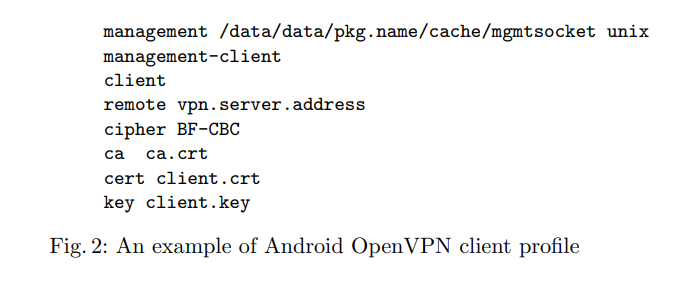 management /data/data/pkg.name/cache/mgmtsocket unix
management-client
client
remote vpn.server.address
cipher BF-CBC
ca  ca.crt
cert client.crt
key client.key
Fig. 2: An example of Android OpenVPN client profile